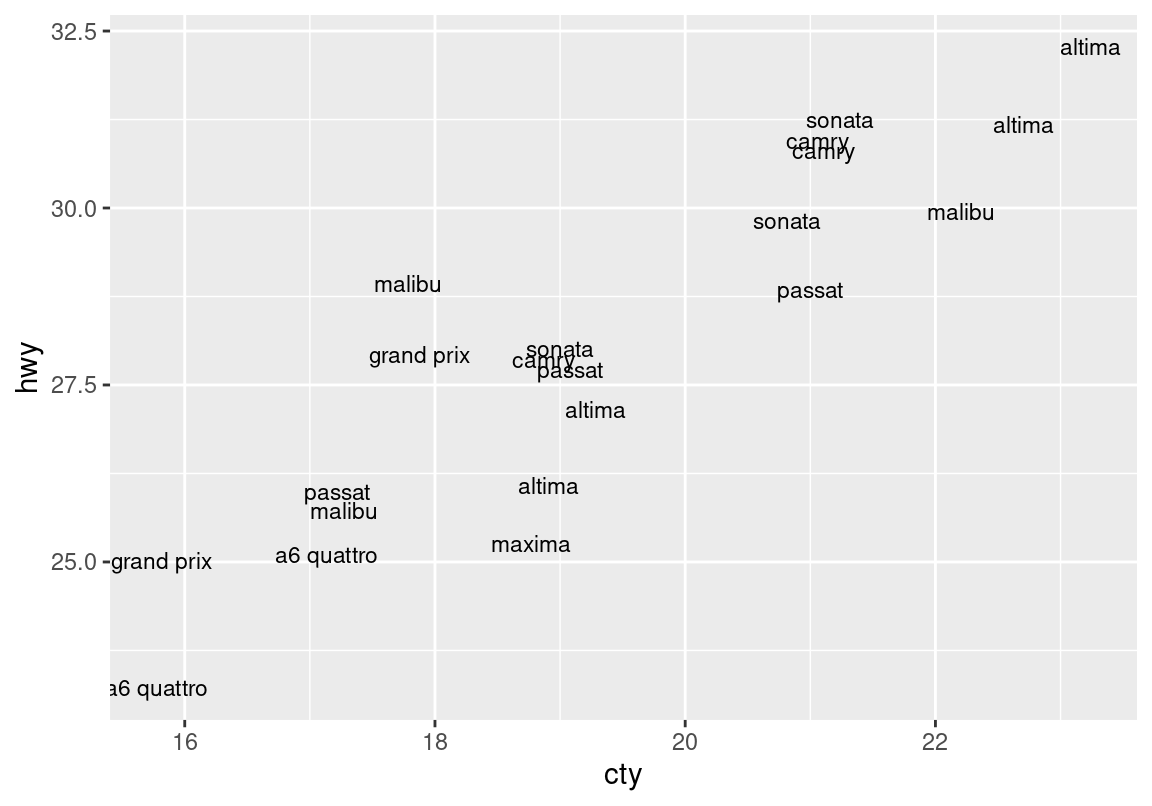 32.5
altima
sonata
altima
camry
camry
30.0
malibu
sonata
malibu
passat
sonata
grand prix
camry
passat
27.5
altima
altima
passat
malibu
maxima
a6 quattro
25.0
grand prix
a6 quattro
16
18
20
22
cty
hwy